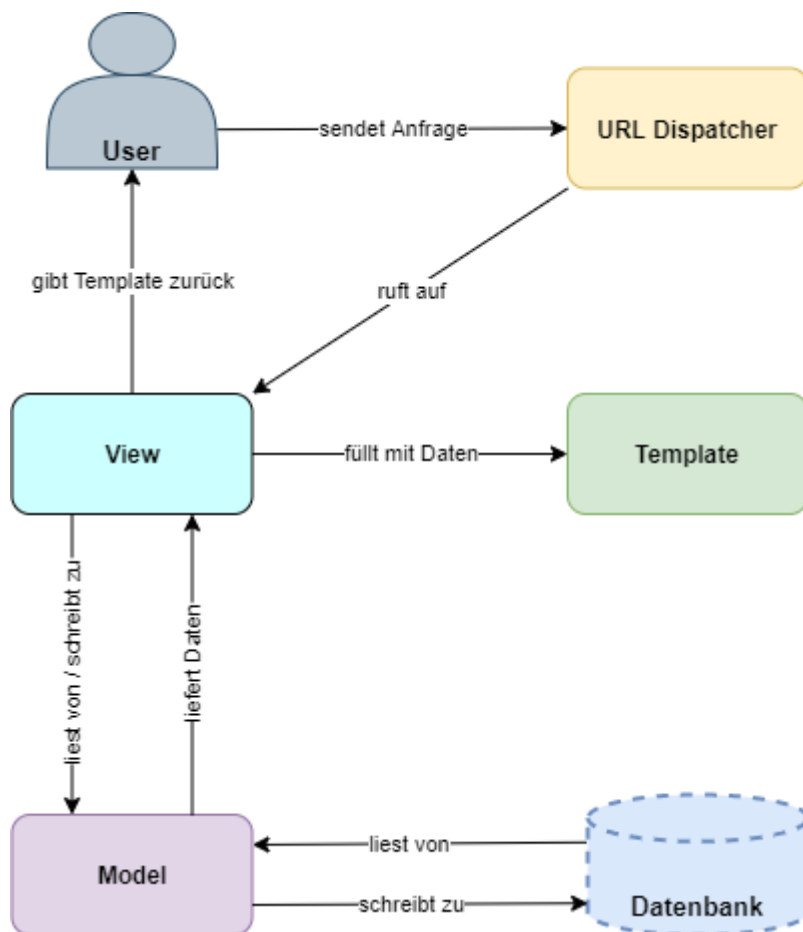 User
sendet Anfrage
URL Dispatcher
gibt Template zurück
ruft auf
View
füllt mit Daten
Template
liest von / schreibt zu
liefert Daten
Model
liest von
schreibt zu
Datenbank